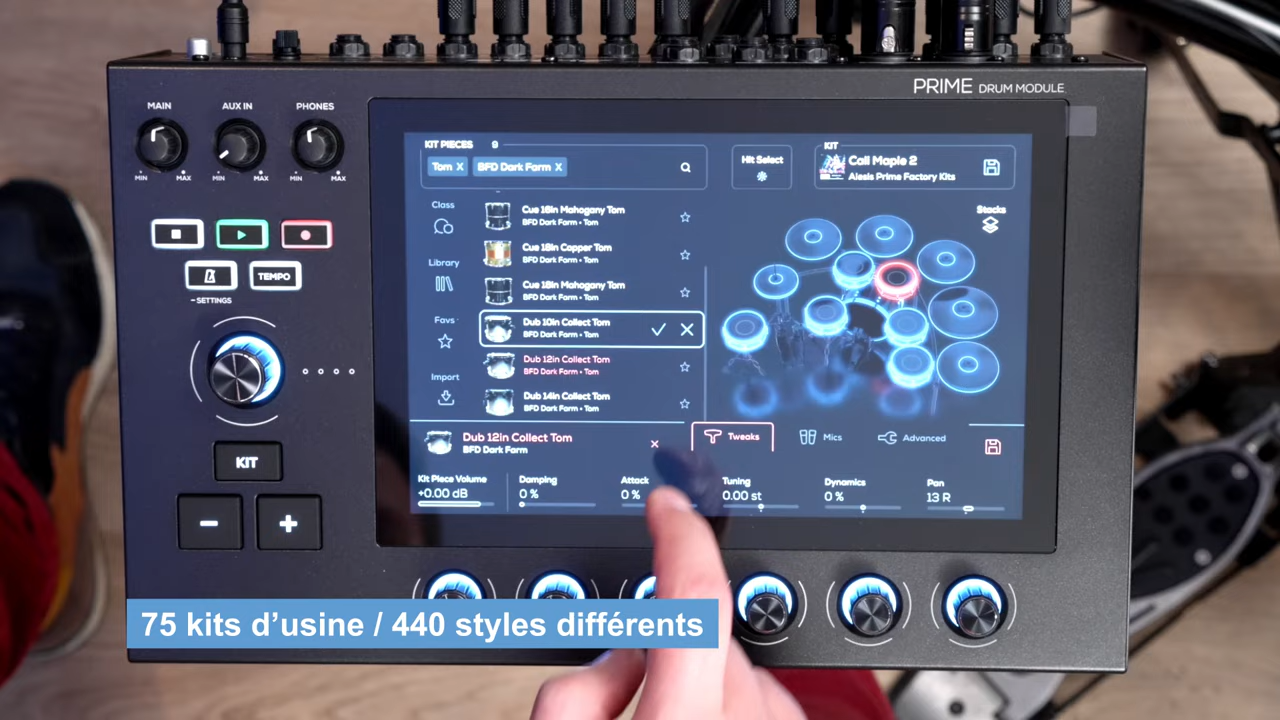 PRIME DRUM MODULE
MAIN
AUX IN
PHONES
MIN MAX
MIN MAX
MIN MAX
TEMPO
SETTINGS
KIT
KIT PIECES 9
Tom X
BFD Dark Farm X
Hit Select
KIT
Cali Maple 2
Alesis Prime Factory Kits
Stacks
Class
Library
Favs
Import
Cue 16in Mahogany Tom
BFD Dark Farm • Tom
Cue 18in Copper Tom
BFD Dark Farm • Tom
Cue 18in Mahogany Tom
BFD Dark Farm • Tom
Dub 10in Collect Tom
BFD Dark Farm • Tom
Dub 12in Collect Tom
BFD Dark Farm • Tom
Dub 14in Collect Tom
BFD Dark Farm • Tom
Dub 12in Collect Tom
BFD Dark Farm
Tweaks
Mics
Advanced
Kit Piece Volume
+0.00 dB
Damping
0 %
Attack
0 %
Tuning
0.00 st
Dynamics
0 %
Pan
13 R
75 kits d’usine / 440 styles différents